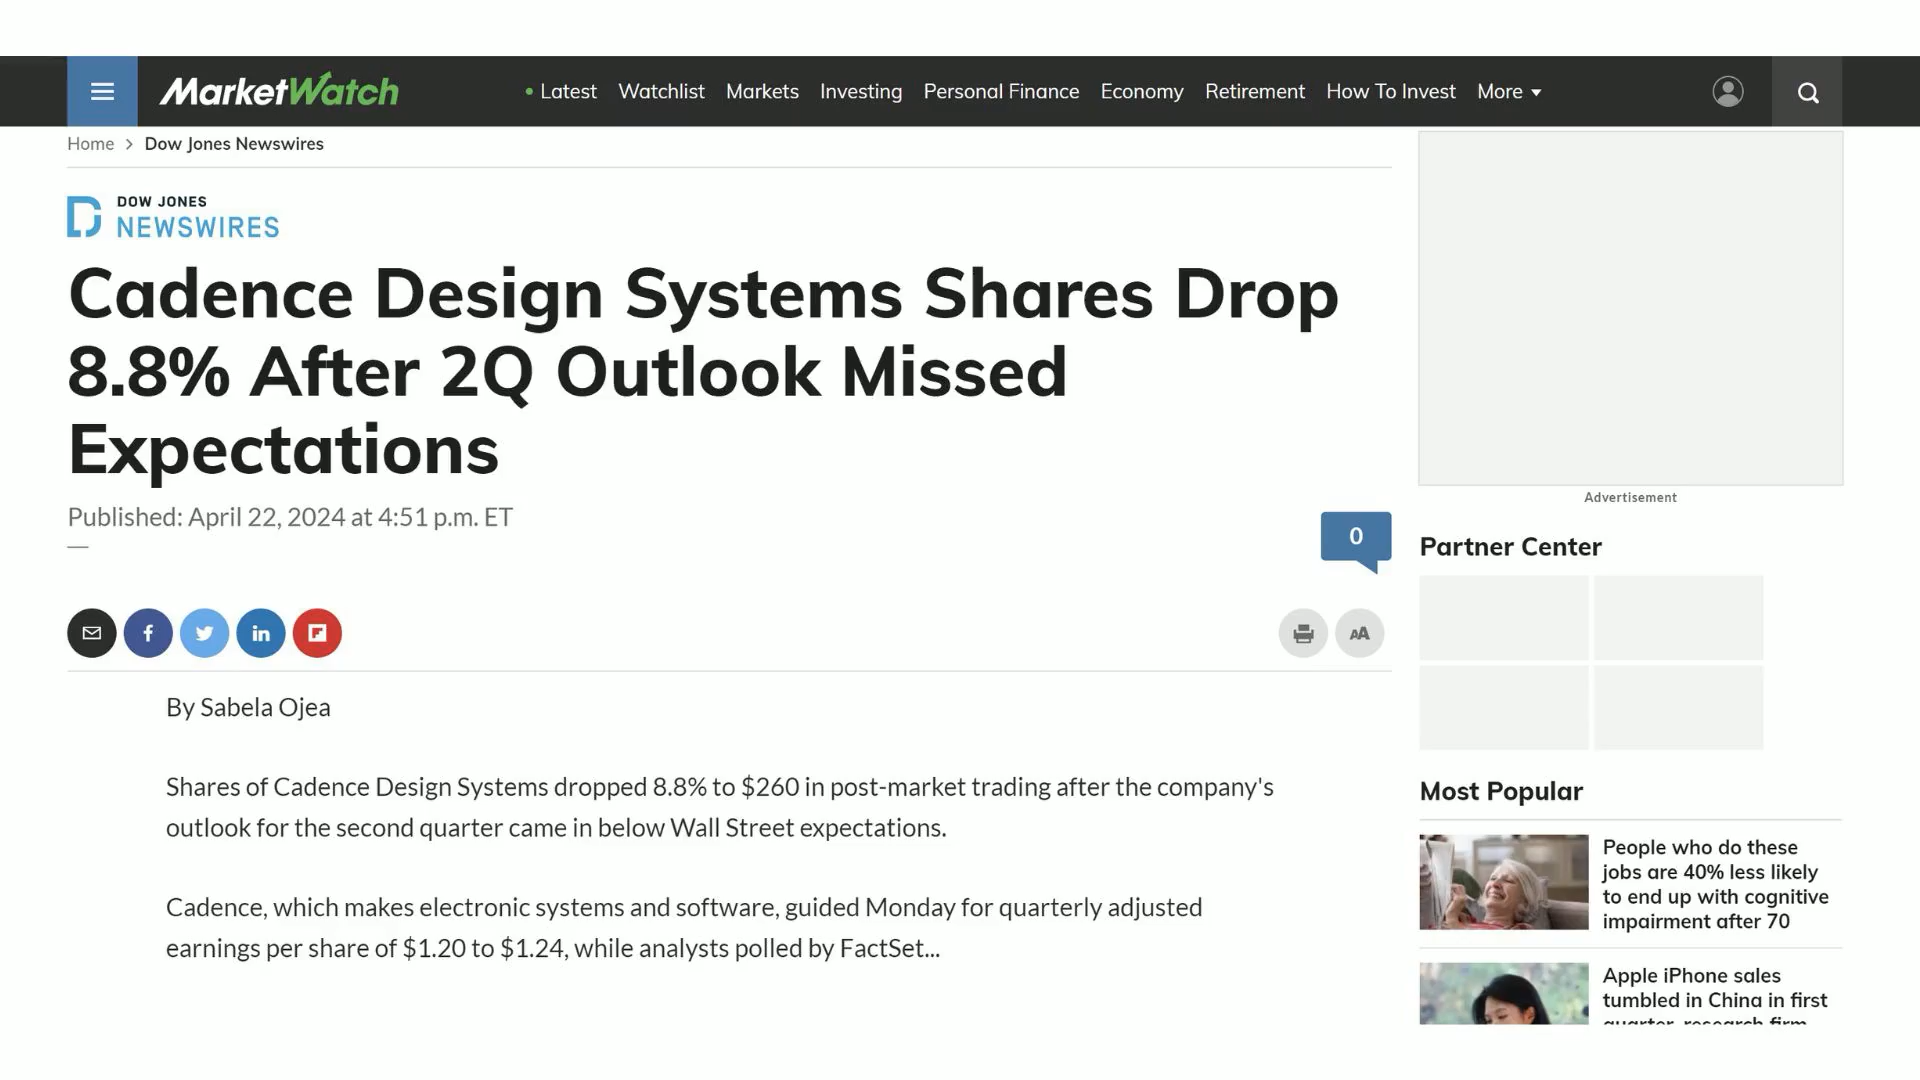 MarketWatch
Latest Watchlist Markets Investing Personal Finance Economy Retirement How To Invest More
Home > Dow Jones Newswires
DOW JONES
NEWSWIRES
Cadence Design Systems Shares Drop
8.8% After 2Q Outlook Missed
Expectations
Published: April 22, 2024 at 4:51 p.m. ET
0
By Sabela Ojea
Shares of Cadence Design Systems dropped 8.8% to $260 in post-market trading after the company's
outlook for the second quarter came in below Wall Street expectations.
Cadence, which makes electronic systems and software, guided Monday for quarterly adjusted
earnings per share of $1.20 to $1.24, while analysts polled by FactSet...
Advertisement
Partner Center
Most Popular
People who do these
jobs are 40% less likely
to end up with cognitive
impairment after 70
Apple iPhone sales
tumbled in China in first
quarter, research firm